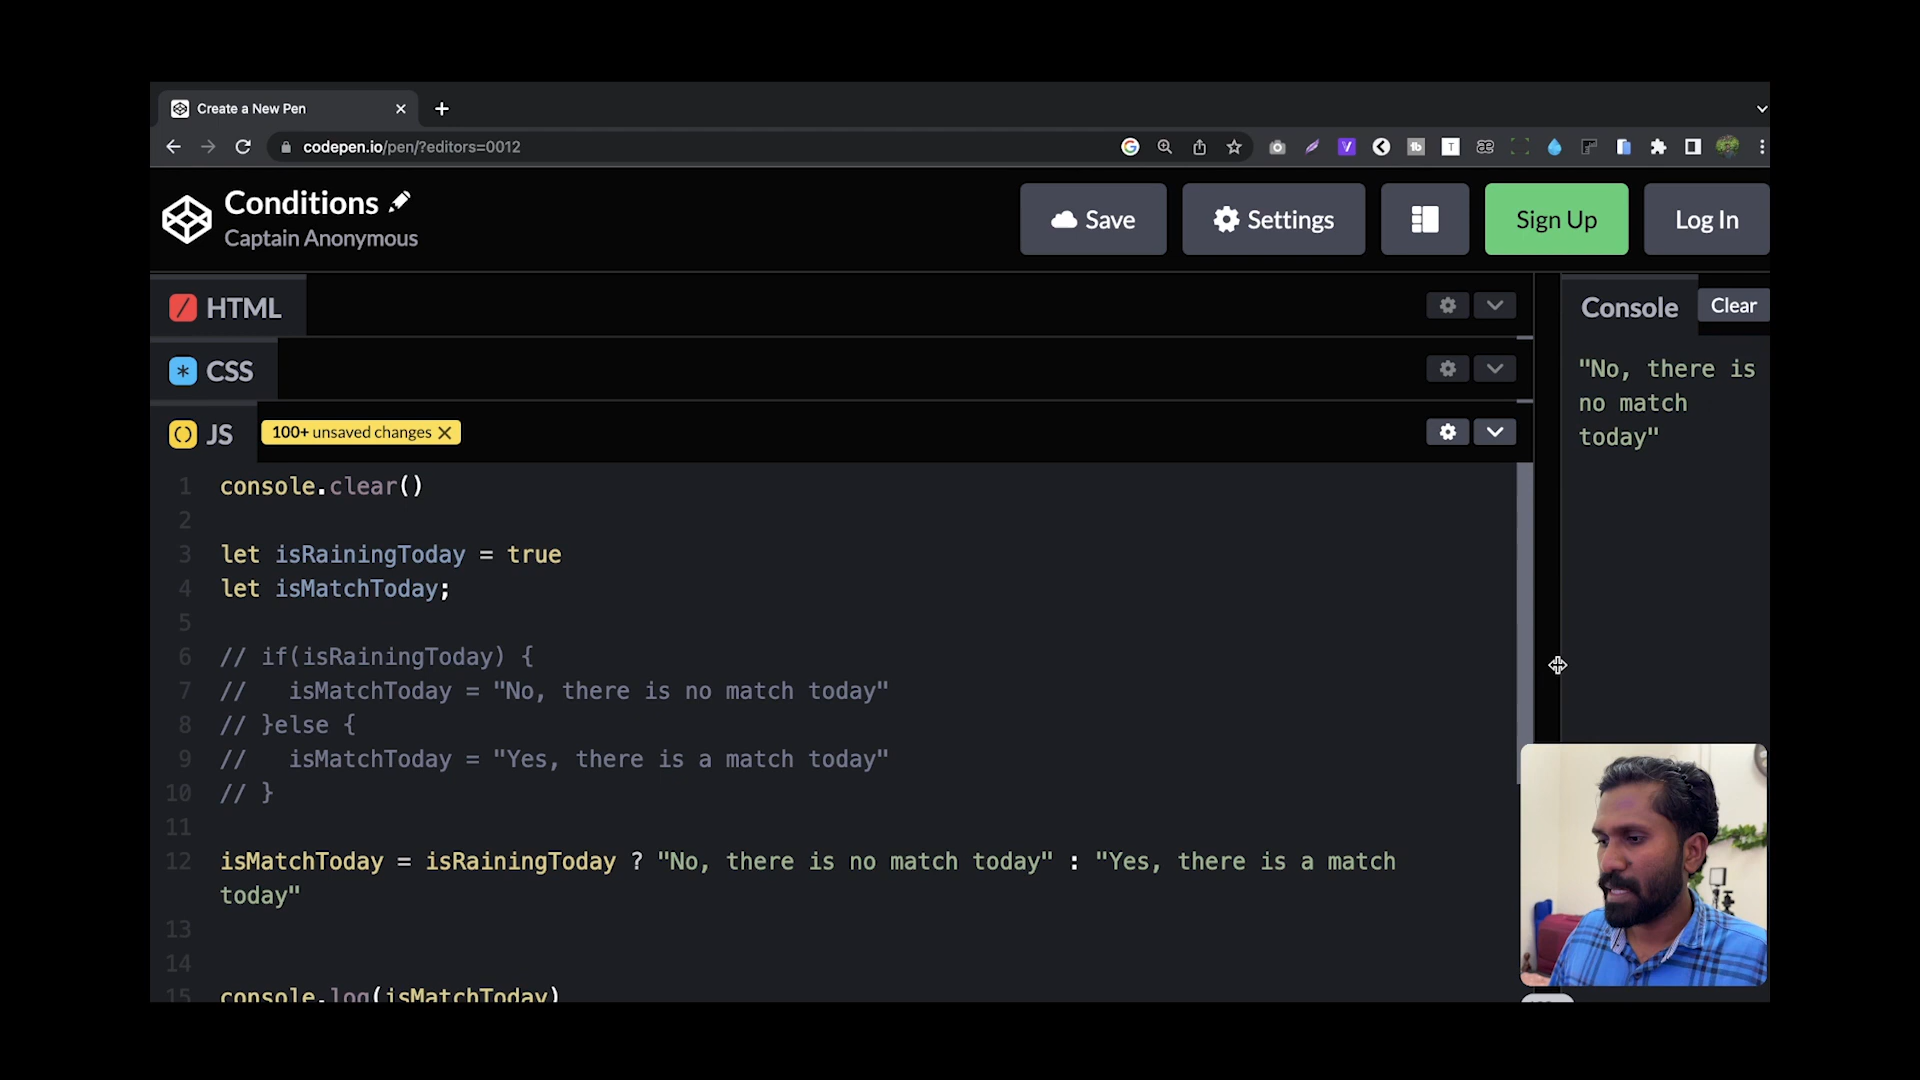 Create a New Pen
codepen.io/pen/?editors=0012
Conditions
Captain Anonymous
Save
Settings
Sign Up
Log In
HTML
CSS
JS
100+ unsaved changes
Console
Clear
"No, there is
no match
today"
1 console.clear()
2
3 let isRainingToday = true
4 let isMatchToday;
5
6 // if(isRainingToday) {
7 //   isMatchToday = "No, there is no match today"
8 // }else {
9 //   isMatchToday = "Yes, there is a match today"
10 // }
11
12 isMatchToday = isRainingToday ? "No, there is no match today" : "Yes, there is a match
today"
13
14
15 console.log(isMatchToday)